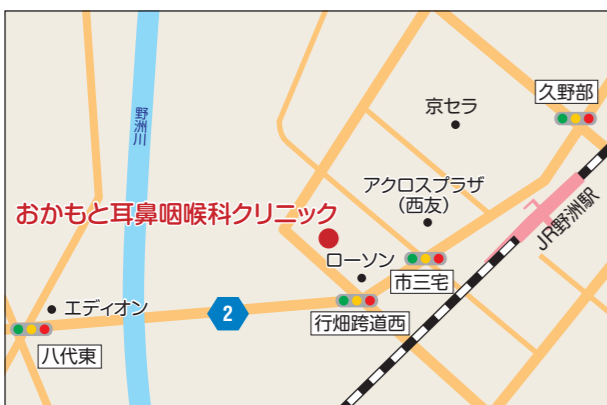 久野部
京セラ
野洲川
アクロスプラザ
(西友)
おかもと耳鼻咽喉科クリニック
JR野洲駅
ローソン
市三宅
エディオン
2
行畑跨道西
八代東